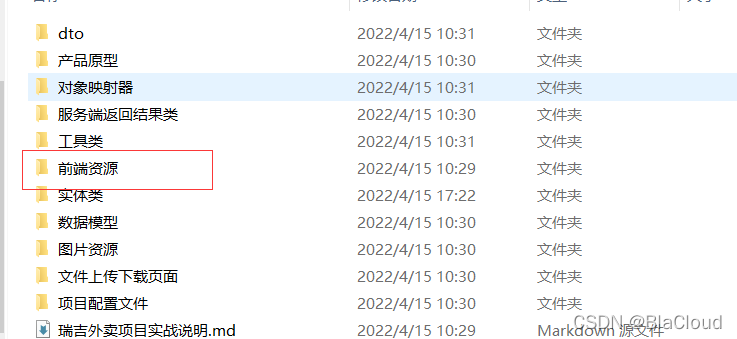 dto 2022/4/15 10:31 文件夹
产品原型 2022/4/15 10:30 文件夹
对象映射器 2022/4/15 10:31 文件夹
服务端返回结果类 2022/4/15 10:30 文件夹
工具类 2022/4/15 10:31 文件夹
前端资源 2022/4/15 10:29 文件夹
实体类 2022/4/15 17:22 文件夹
数据模型 2022/4/15 10:30 文件夹
图片资源 2022/4/15 10:30 文件夹
文件上传下载页面 2022/4/15 10:30 文件夹
项目配置文件 2022/4/15 10:30 文件夹
瑞吉外卖项目实战说明.md 2022/4/15 10:29 Markdown 源文件
CSDN @BlaCloud